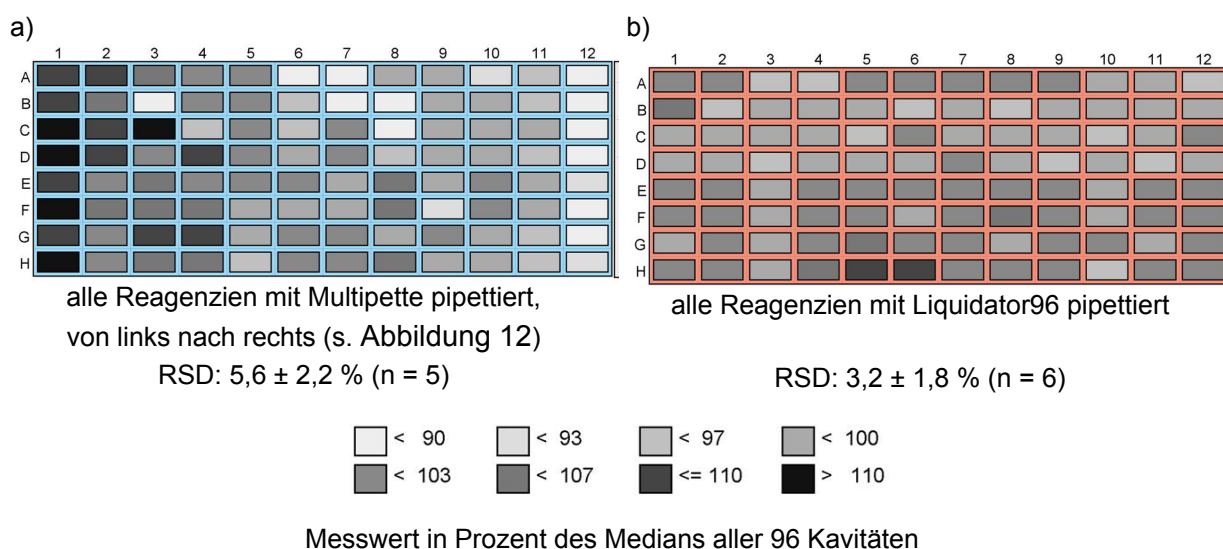 a)
1 2 3 4 5 6 7 8 9 10 11 12
A
B
C
D
E
F
G
H
alle Reagenzien mit Multipette pipettiert,
von links nach rechts (s. Abbildung 12)
RSD: 5,6 ± 2,2 % (n = 5)
b)
1 2 3 4 5 6 7 8 9 10 11 12
A
B
C
D
E
F
G
H
alle Reagenzien mit Liquidator96 pipettiert
RSD: 3,2 ± 1,8 % (n = 6)
< 90 < 93 < 97 < 100
< 103 < 107 <= 110 > 110
Messwert in Prozent des Medians aller 96 Kavitäten